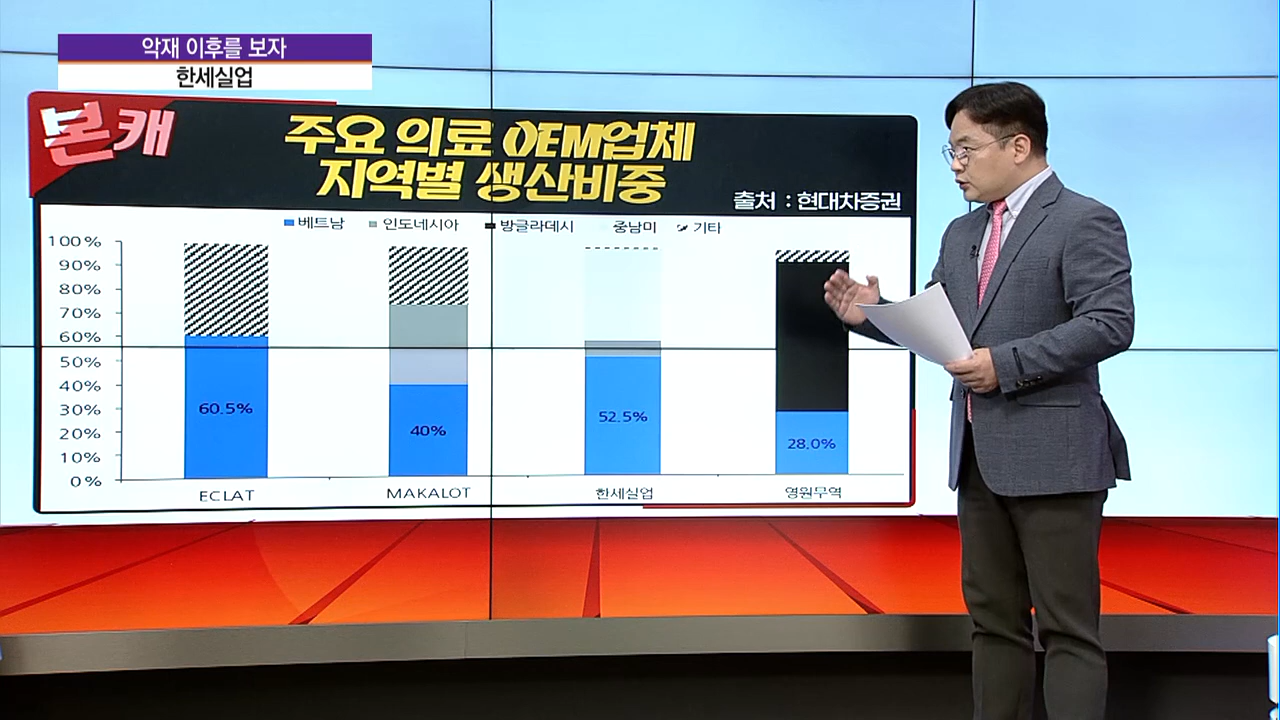 악재 이후를 보자
한세실업
본캐
주요 의료 OEM업체
지역별 생산비중
출처 : 현대차증권
베트남 인도네시아 방글라데시 중남미 기타
100%
90%
80%
70%
60%
50%
40%
30%
20%
10%
0%
60.5%
40%
52.5%
28.0%
ECLAT MAKALOT 한세실업 영원무역